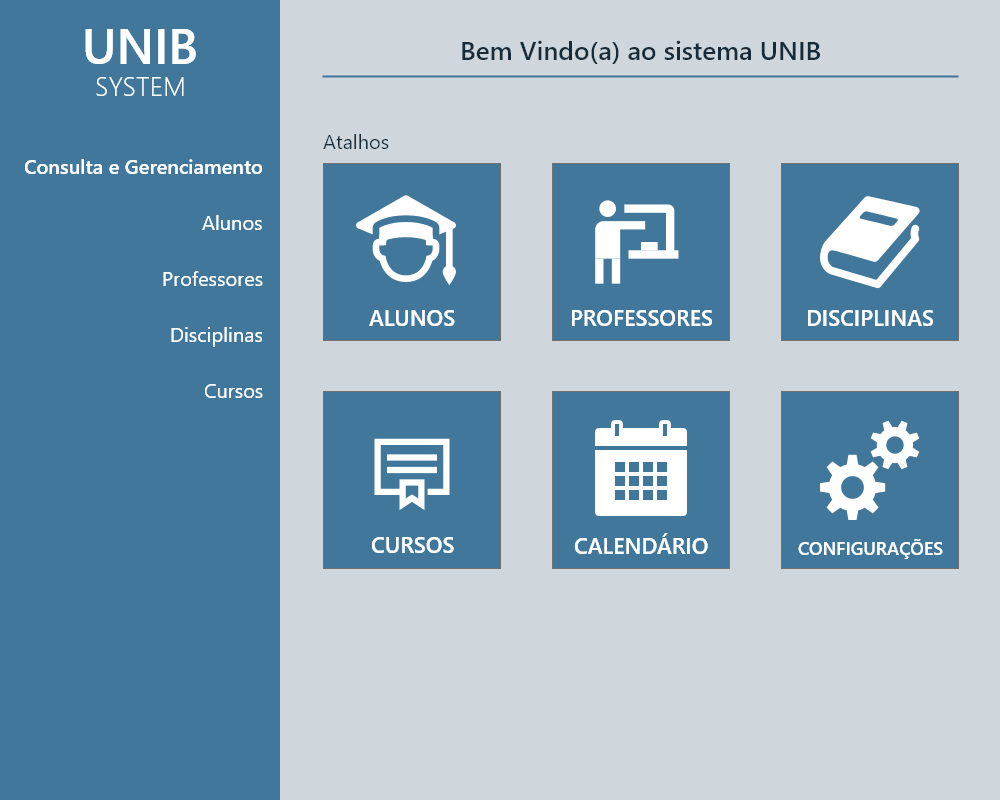 UNIB
SYSTEM
Consulta e Gerenciamento
Alunos
Professores
Disciplinas
Cursos
Bem Vindo(a) ao sistema UNIB
Atalhos
ALUNOS
PROFESSORES
DISCIPLINAS
CURSOS
CALENDÁRIO
CONFIGURAÇÕES